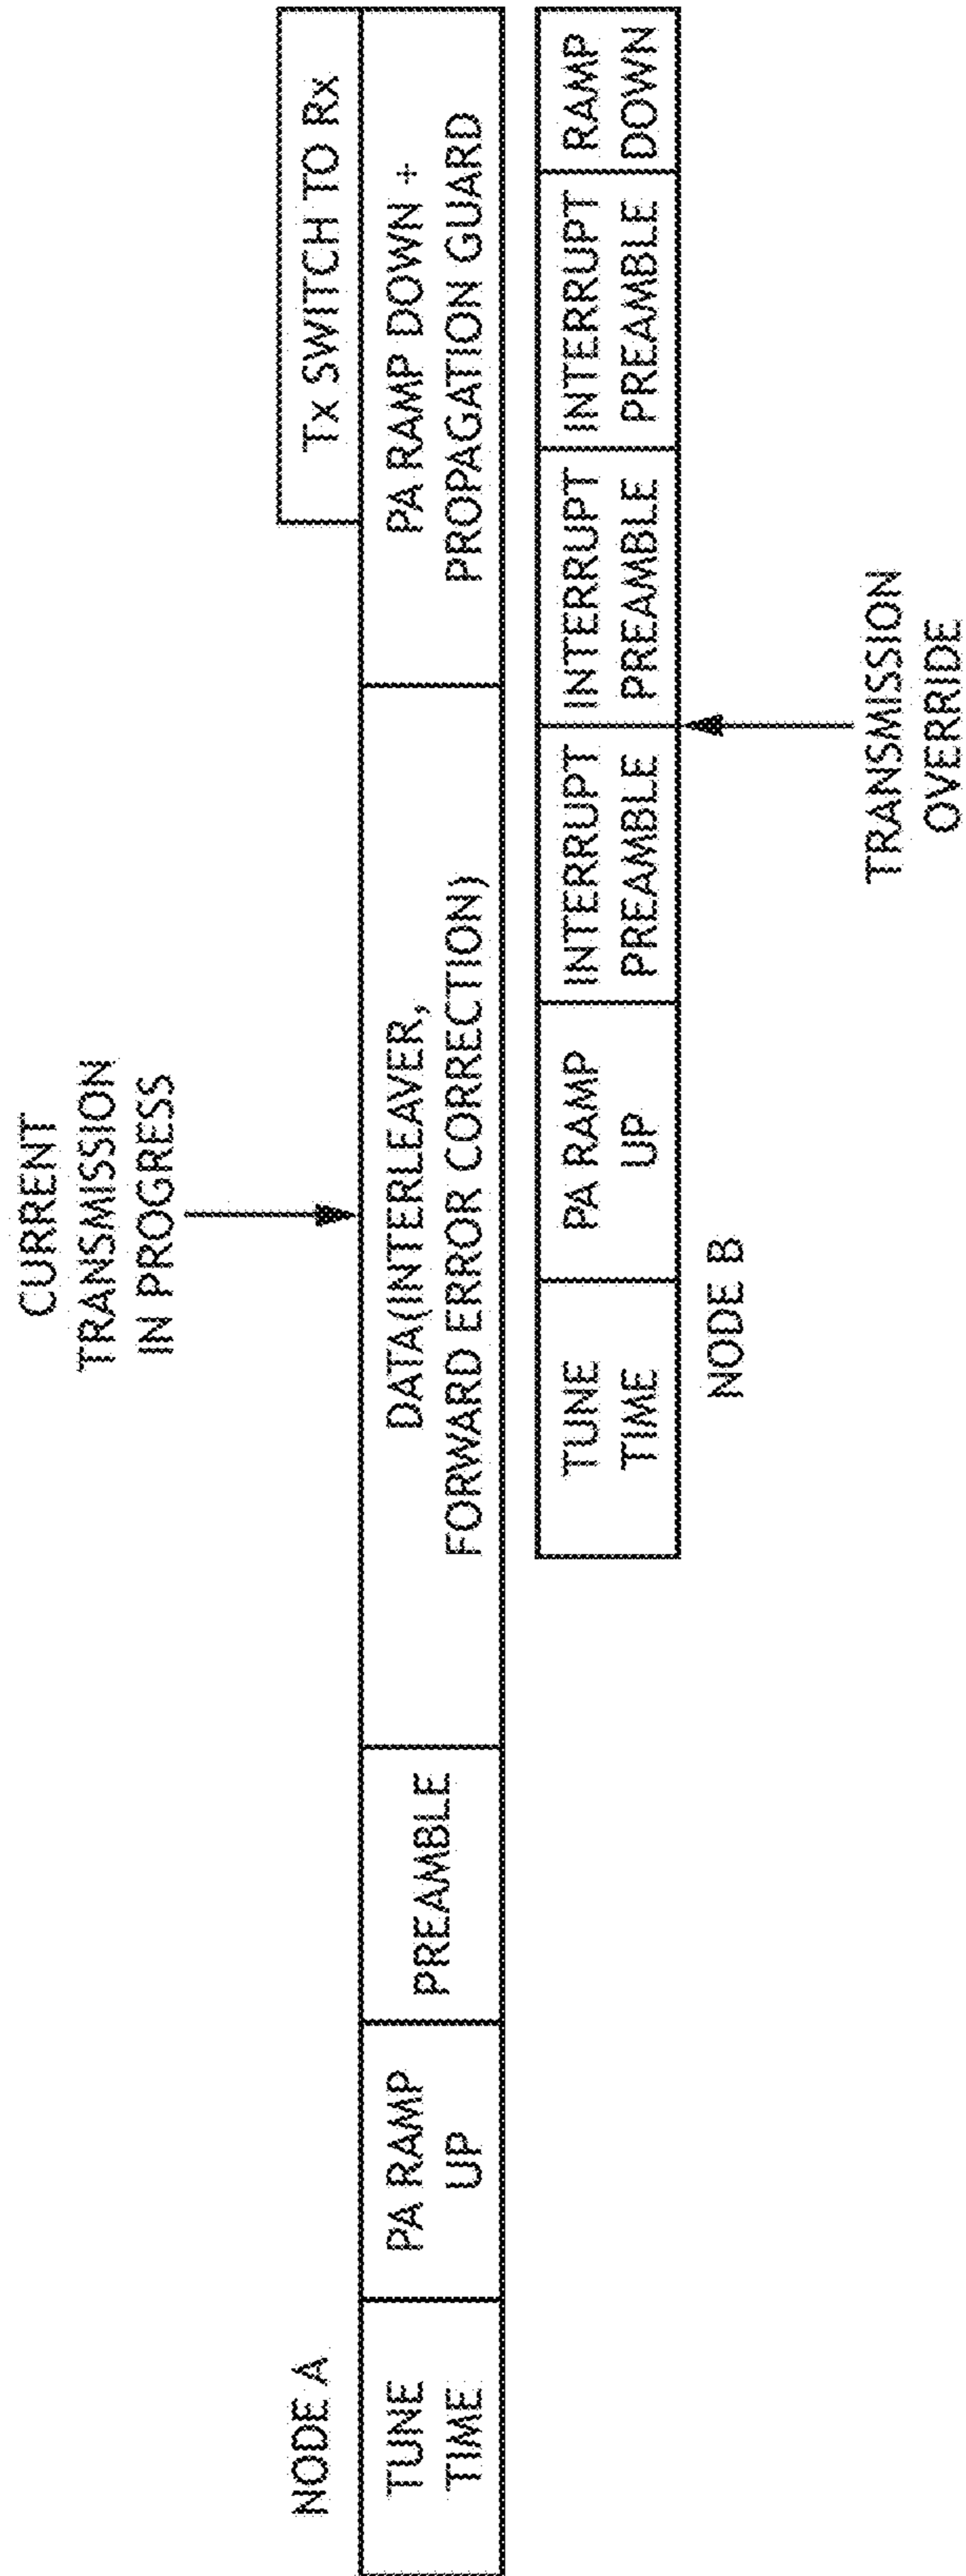 CURRENT
TRANSMISSION
IN PROGRESS
NODE A
Tx SWITCH TO Rx
TUNE
TIME
PA RAMP
UP
PREAMBLE
DATA(INTERLEAVER,
FORWARD ERROR CORRECTION)
PA RAMP DOWN +
PROPAGATION GUARD
TUNE
TIME
PA RAMP
UP
INTERRUPT
PREAMBLE
INTERRUPT
PREAMBLE
INTERRUPT
PREAMBLE
RAMP
DOWN
NODE B
TRANSMISSION
OVERRIDE